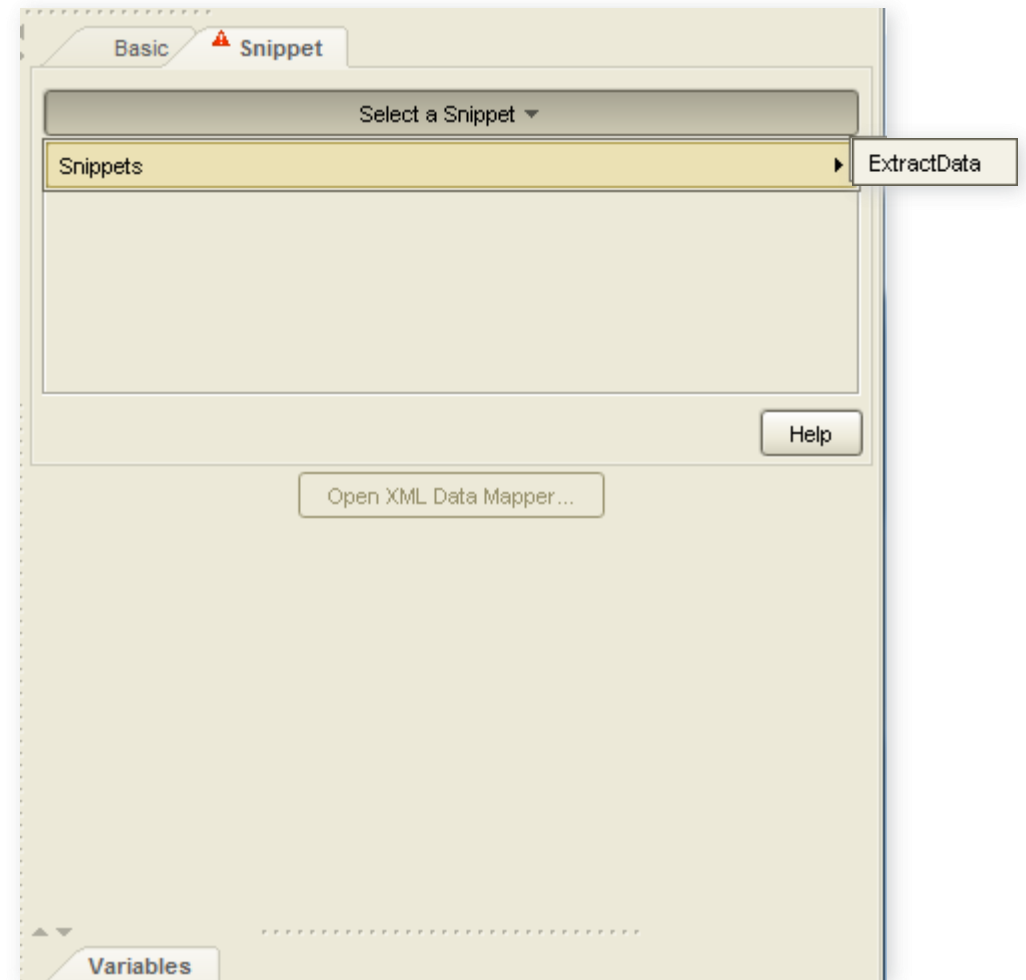 Basic
Snippet
Select a Snippet
Snippets
ExtractData
Help
Open XML Data Mapper...
Variables